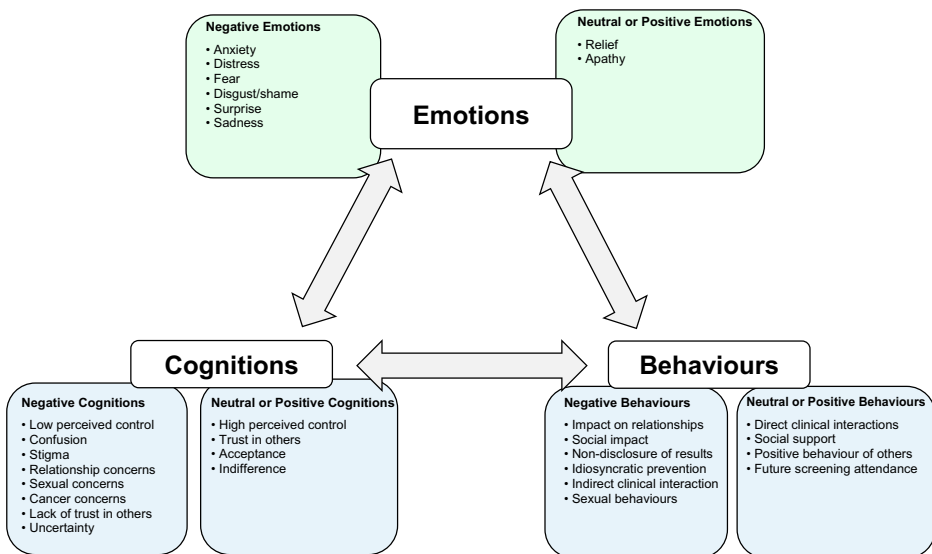 Negative Emotions
• Anxiety
• Distress
• Fear
• Disgust/shame
• Surprise
• Sadness
Neutral or Positive Emotions
• Relief
• Apathy
Emotions
Cognitions
Negative Cognitions
• Low perceived control
• Confusion
• Stigma
• Relationship concerns
• Sexual concerns
• Cancer concerns
• Lack of trust in others
• Uncertainty
Neutral or Positive Cognitions
• High perceived control
• Trust in others
• Acceptance
• Indifference
Behaviours
Negative Behaviours
• Impact on relationships
• Social impact
• Non-disclosure of results
• Idiosyncratic prevention
• Indirect clinical interaction
• Sexual behaviours
Neutral or Positive Behaviours
• Direct clinical interactions
• Social support
• Positive behaviour of others
• Future screening attendance